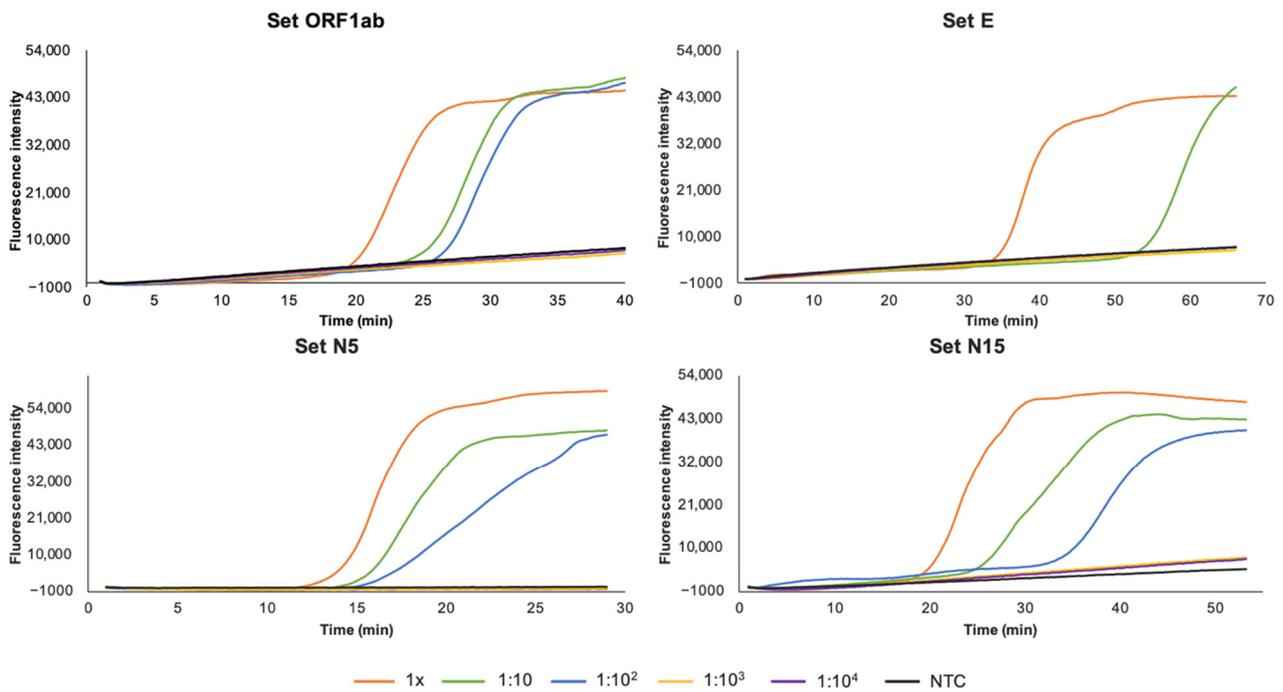 Set ORF1ab
54,000
43,000
32,000
21,000
10,000
−1000
Fluorescence intensity
0 5 10 15 20 25 30 35 40
Time (min)
Set E
54,000
43,000
32,000
21,000
10,000
−1000
Fluorescence intensity
0 10 20 30 40 50 60 70
Time (min)
Set N5
54,000
43,000
32,000
21,000
10,000
−1000
Fluorescence intensity
0 5 10 15 20 25 30
Time (min)
Set N15
54,000
43,000
32,000
21,000
10,000
−1000
Fluorescence intensity
0 10 20 30 40 50
Time (min)
1x 1:10 1:10² 1:10³ 1:10⁴ NTC